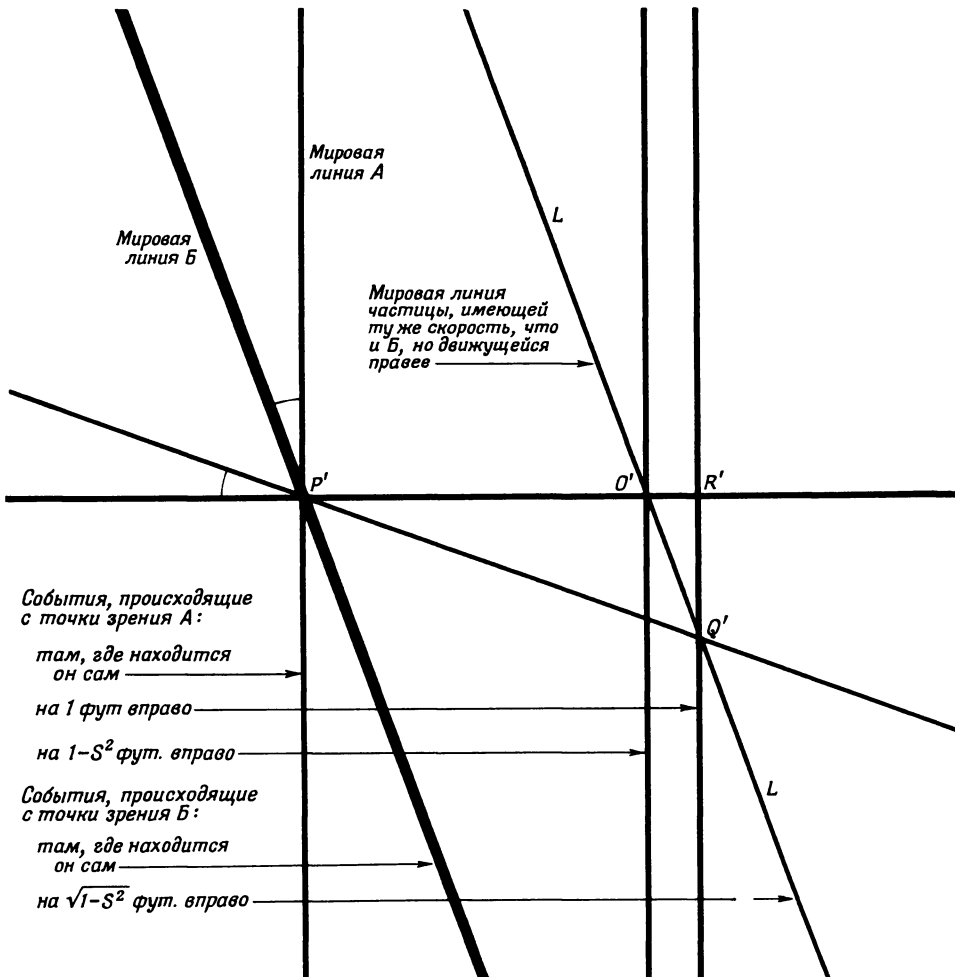 Мировая
линия А
L
Мировая
линия Б
Мировая линия
частицы, имеющей
ту же скорость, что
и Б, но движущейся
правее
P'
O'
R'
События, происходящие
с точки зрения А:
Q'
там, где находится
он сам
на 1 фут вправо
на 1–S² фут. вправо
События, происходящие
с точки зрения Б:
L
там, где находится
он сам
на √1–S² фут. вправо